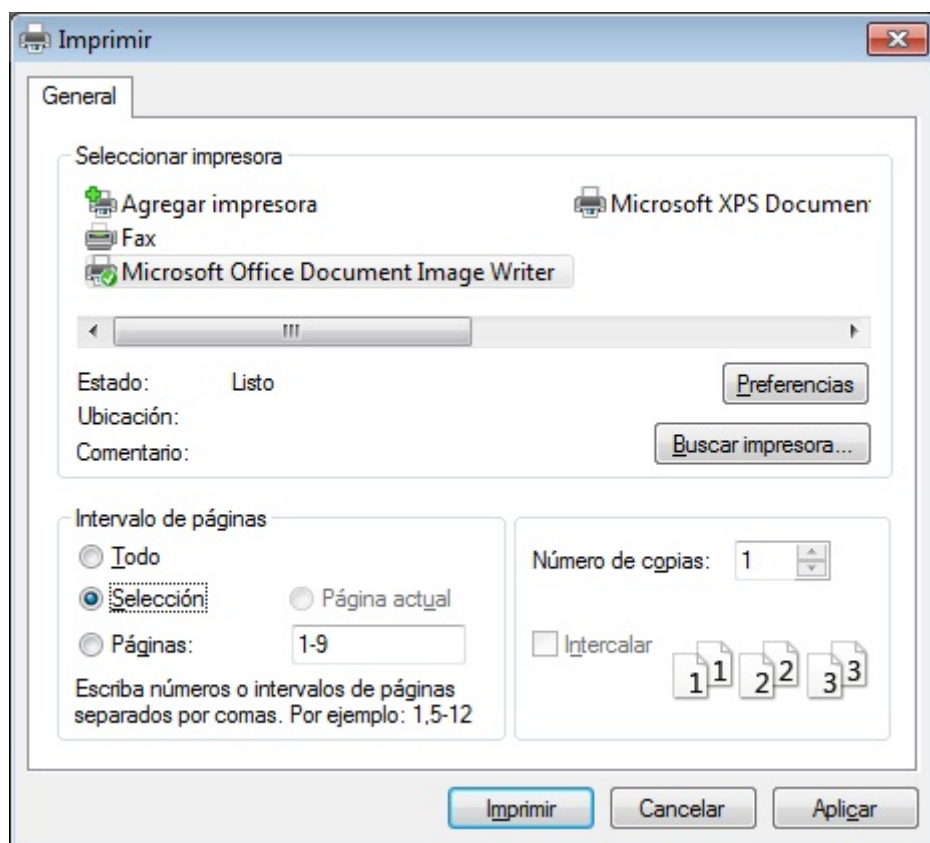 Imprimir
General
Seleccionar impresora
Agregar impresora
Microsoft XPS Documen
Fax
Microsoft Office Document Image Writer
Estado: Listo
Preferencias
Ubicación:
Buscar impresora...
Comentario:
Intervalo de páginas
Todo
Selección
Página actual
Páginas: 1-9
Escriba números o intervalos de páginas
separados por comas. Por ejemplo: 1,5-12
Número de copias: 1
Intercalar
1 1 2 2 3 3
Imprimir Cancelar Aplicar